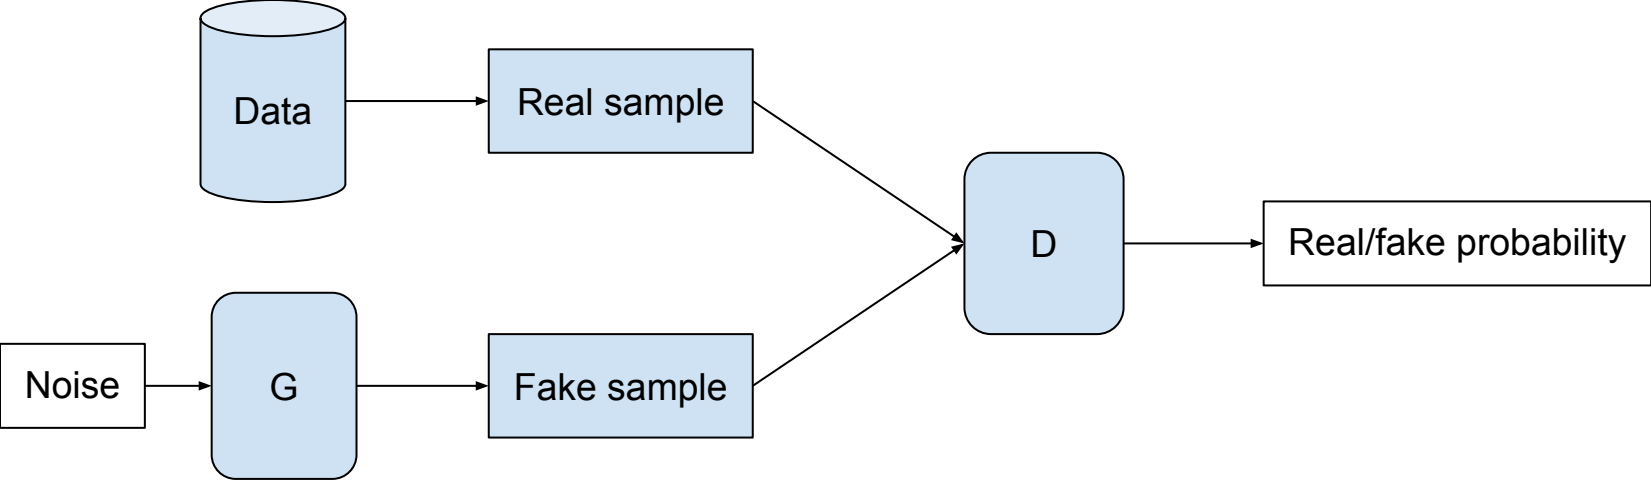 Data
Real sample
D
Real/fake probability
Noise
G
Fake sample